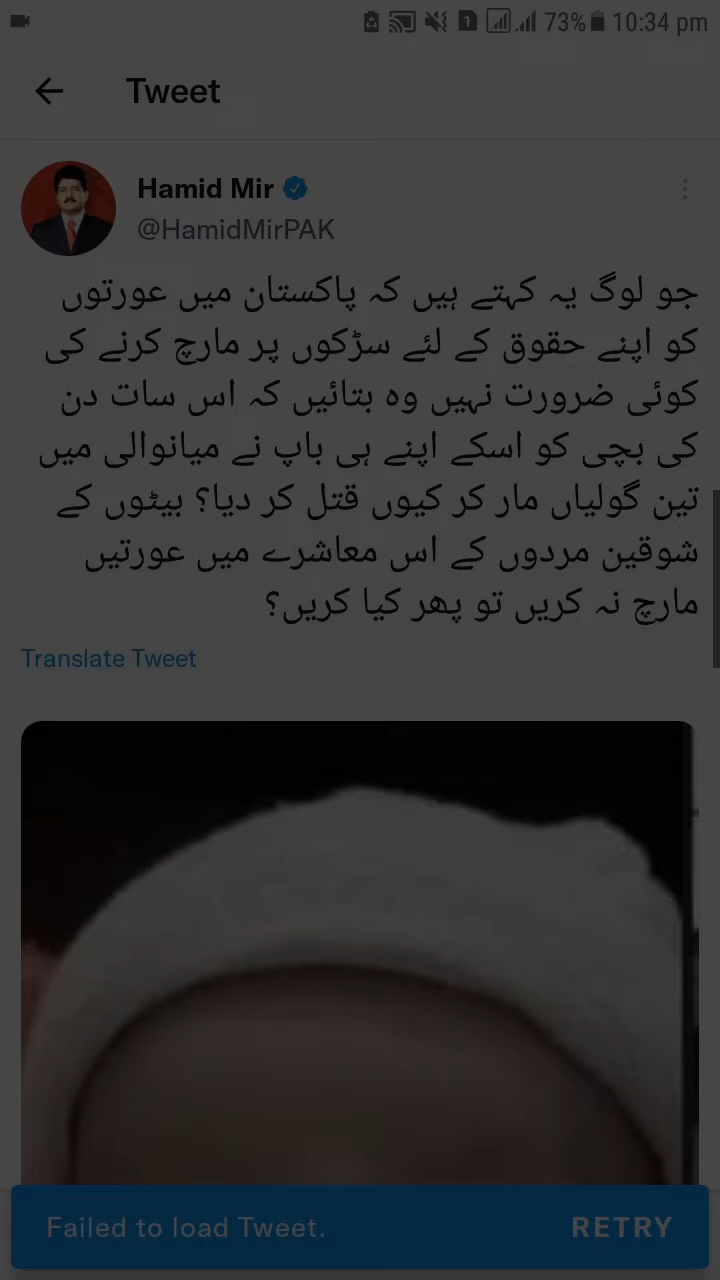 1 73% 10:34 pm
Tweet
Hamid Mir
@HamidMirPAK
جو لوگ یہ کہتے ہیں کہ پاکستان میں عورتوں
کو اپنے حقوق کے لئے سڑکوں پر مارچ کرنے کی
کوئی ضرورت نہیں وہ بتائیں کہ اس سات دن
کی بچی کو اسکے اپنے ہی باپ نے میانوالی میں
تین گولیاں مار کر کیوں قتل کر دیا؟ بیٹوں کے
شوقین مردوں کے اس معاشرے میں عورتیں
مارچ نہ کریں تو پھر کیا کریں؟
Translate Tweet
Failed to load Tweet. RETRY